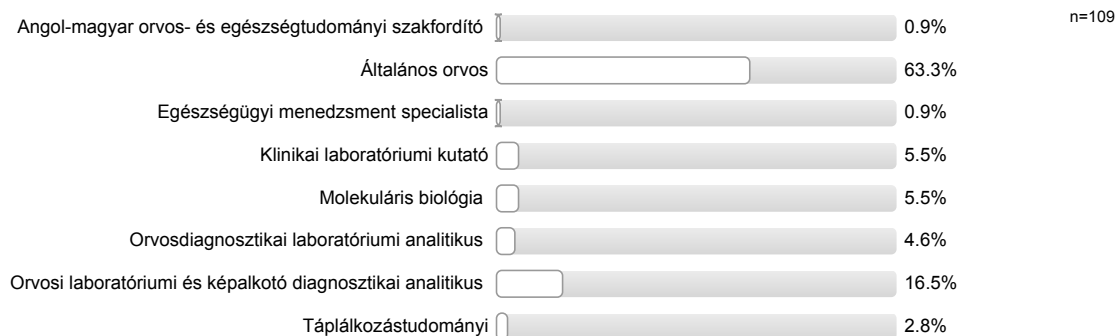 Angol-magyar orvos- és egészségtudományi szakfordító 0.9% n=109
Általános orvos 63.3%
Egészségügyi menedzsment specialista 0.9%
Klinikai laboratóriumi kutató 5.5%
Molekuláris biológia 5.5%
Orvosdiagnosztikai laboratóriumi analitikus 4.6%
Orvosi laboratóriumi és képalkotó diagnosztikai analitikus 16.5%
Táplálkozástudományi 2.8%